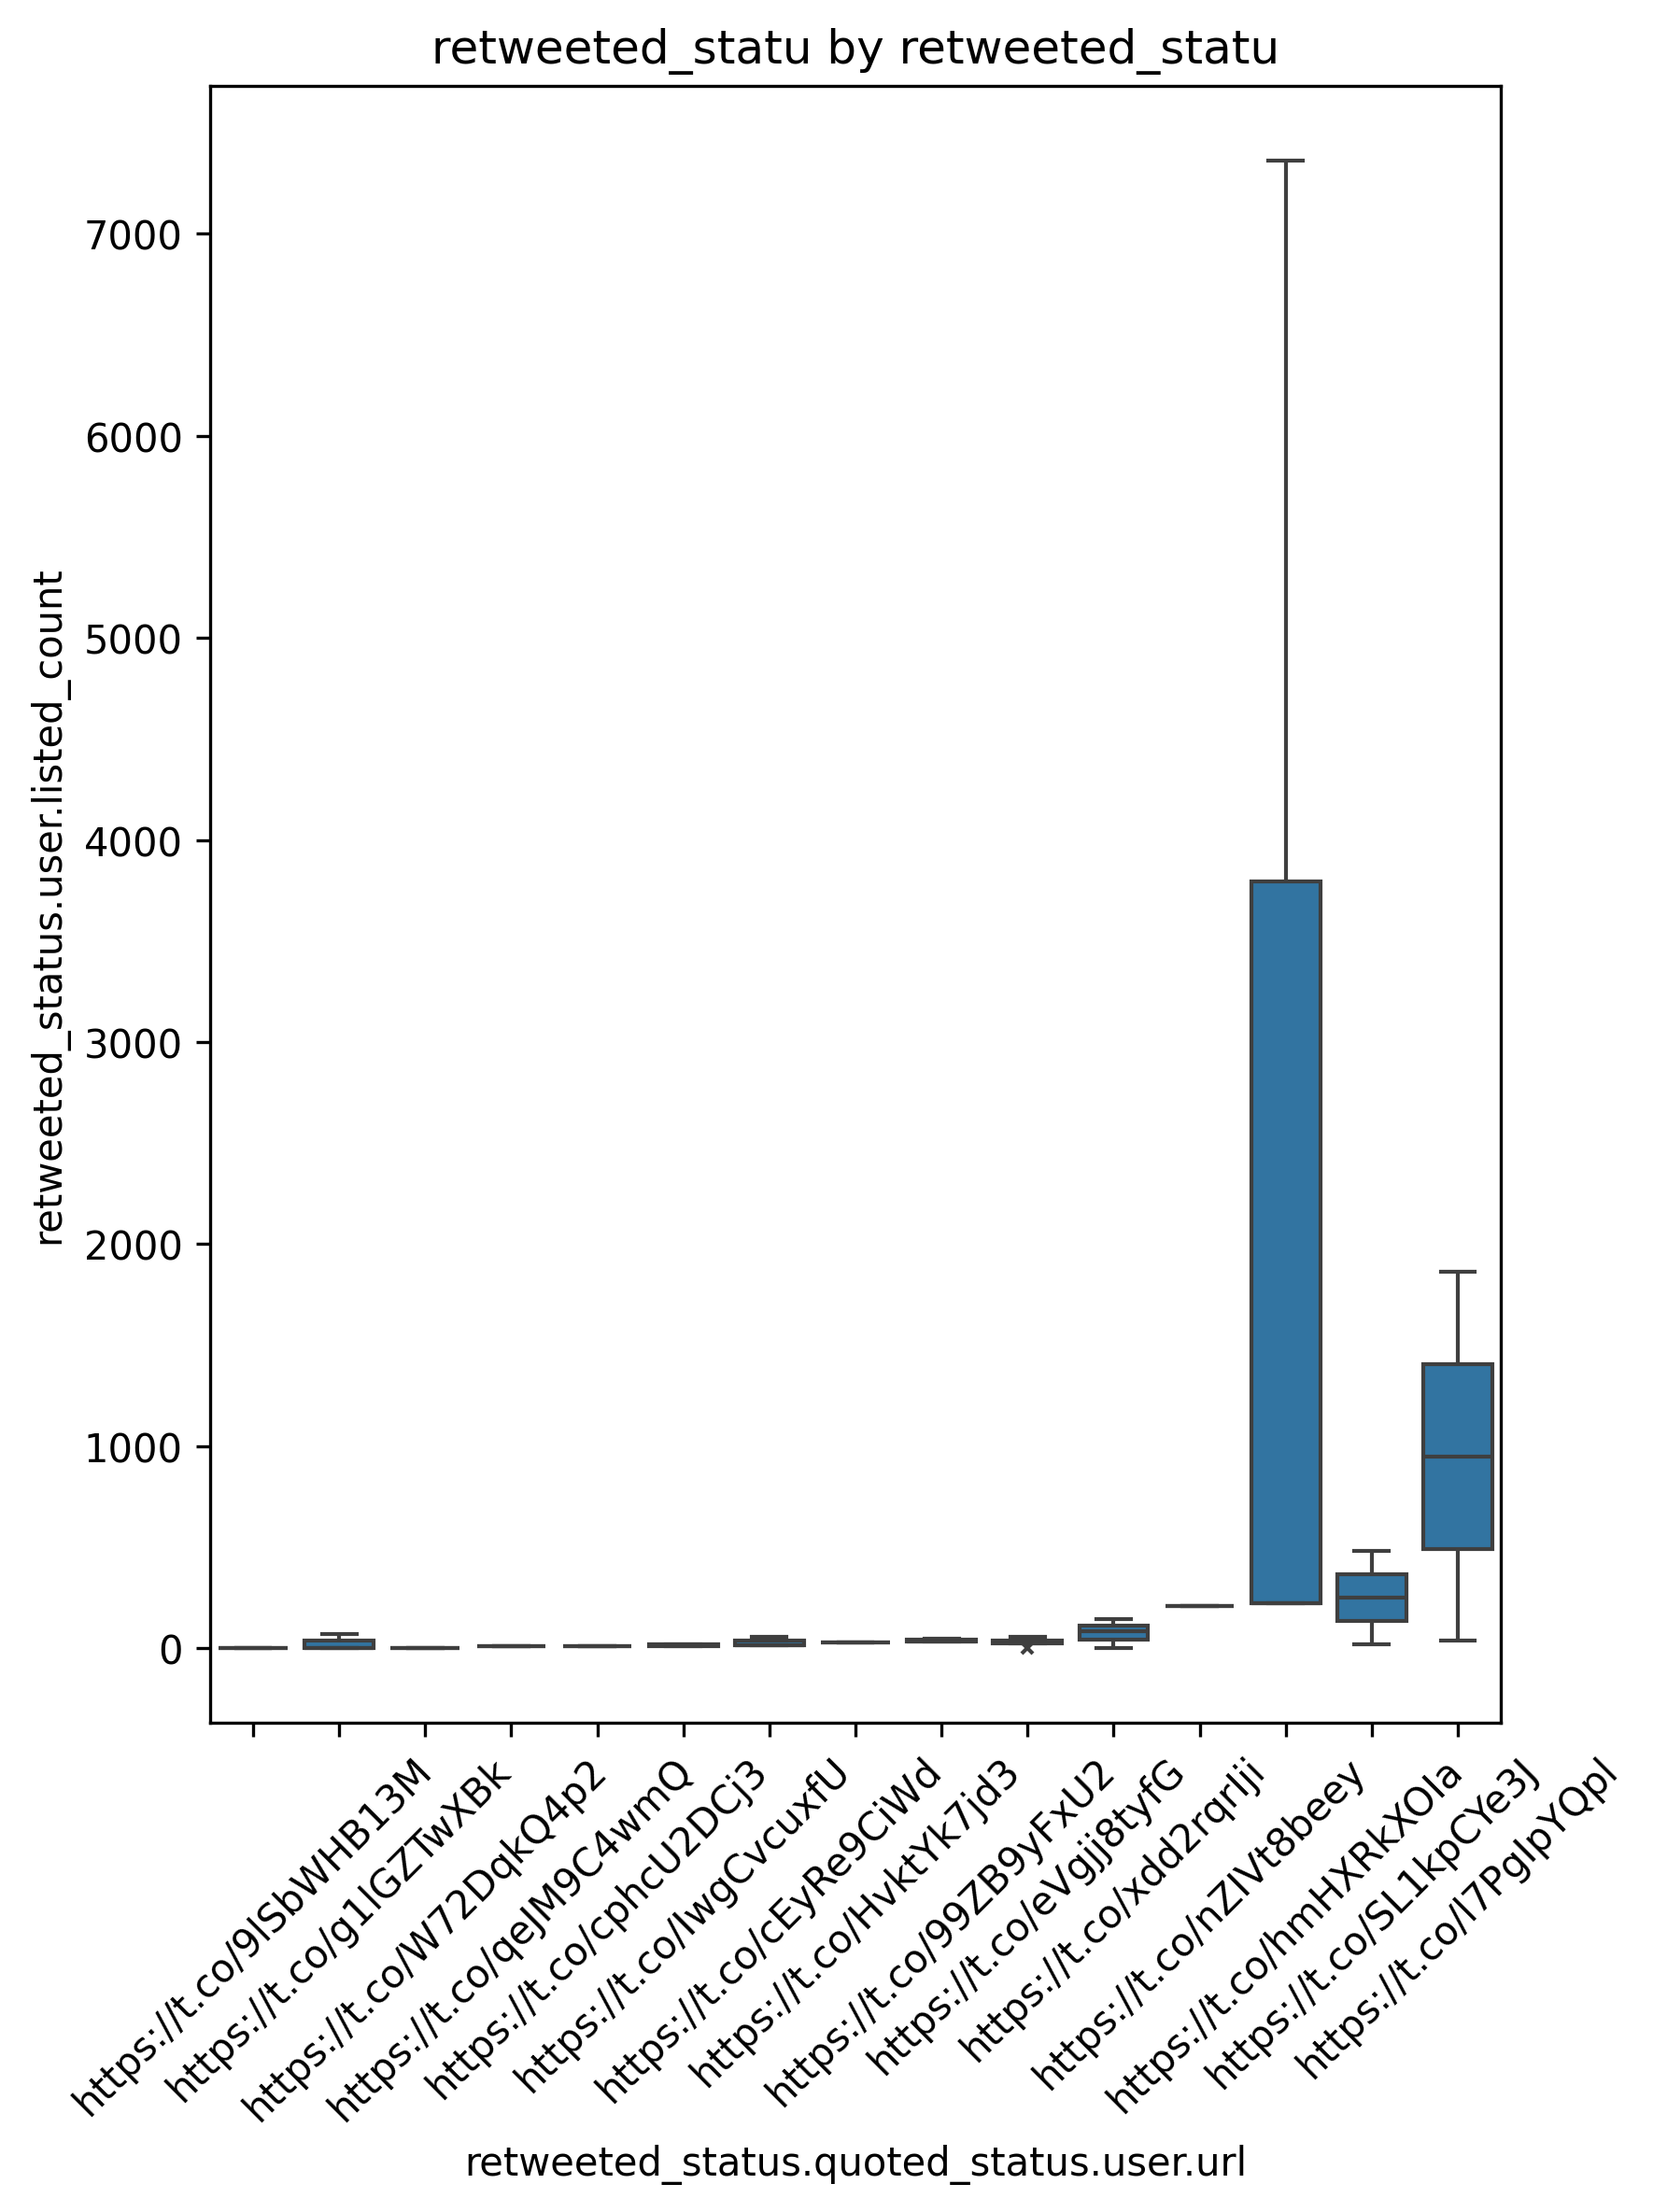 retweeted_statu by retweeted_statu
retweeted_status.user.listed_count
7000
6000
5000
4000
3000
2000
1000
0
https://t.co/9lSbWHB13M
https://t.co/g1lGZTwXBk
https://t.co/W72DqkQ4p2
https://t.co/qeJM9C4wmQ
https://t.co/cphcU2DCj3
https://t.co/lwgCvcuxfU
https://t.co/cEyRe9CiWd
https://t.co/HvktYk7jd3
https://t.co/99ZB9yFxU2
https://t.co/eVgjj8tyfG
https://t.co/xdd2rqrlji
https://t.co/nZlVt8beey
https://t.co/hmHXRkXOla
https://t.co/SL1kpCYe3J
https://t.co/l7PglpYQpl
retweeted_status.quoted_status.user.url